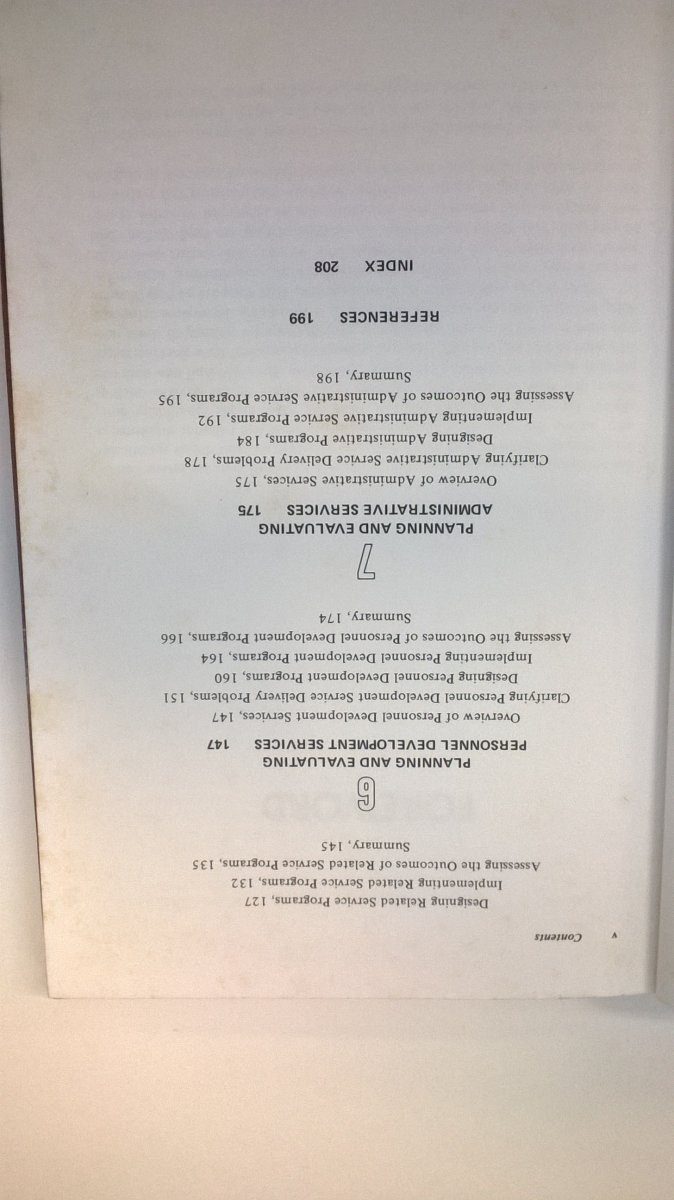 v Contents
Designing Related Service Programs, 127
Implementing Related Service Programs, 132
Assessing the Outcomes of Related Service Programs, 135
Summary, 145
6
PLANNING AND EVALUATING
PERSONNEL DEVELOPMENT SERVICES 147
Overview of Personnel Development Services, 147
Clarifying Personnel Development Service Delivery Problems, 151
Designing Personnel Development Programs, 160
Implementing Personnel Development Programs, 164
Assessing the Outcomes of Personnel Development Programs, 166
Summary, 174
7
PLANNING AND EVALUATING
ADMINISTRATIVE SERVICES 175
Overview of Administrative Services, 175
Clarifying Administrative Service Delivery Problems, 178
Designing Administrative Programs, 184
Implementing Administrative Service Programs, 192
Assessing the Outcomes of Administrative Service Programs, 195
Summary, 198
REFERENCES 199
INDEX 208